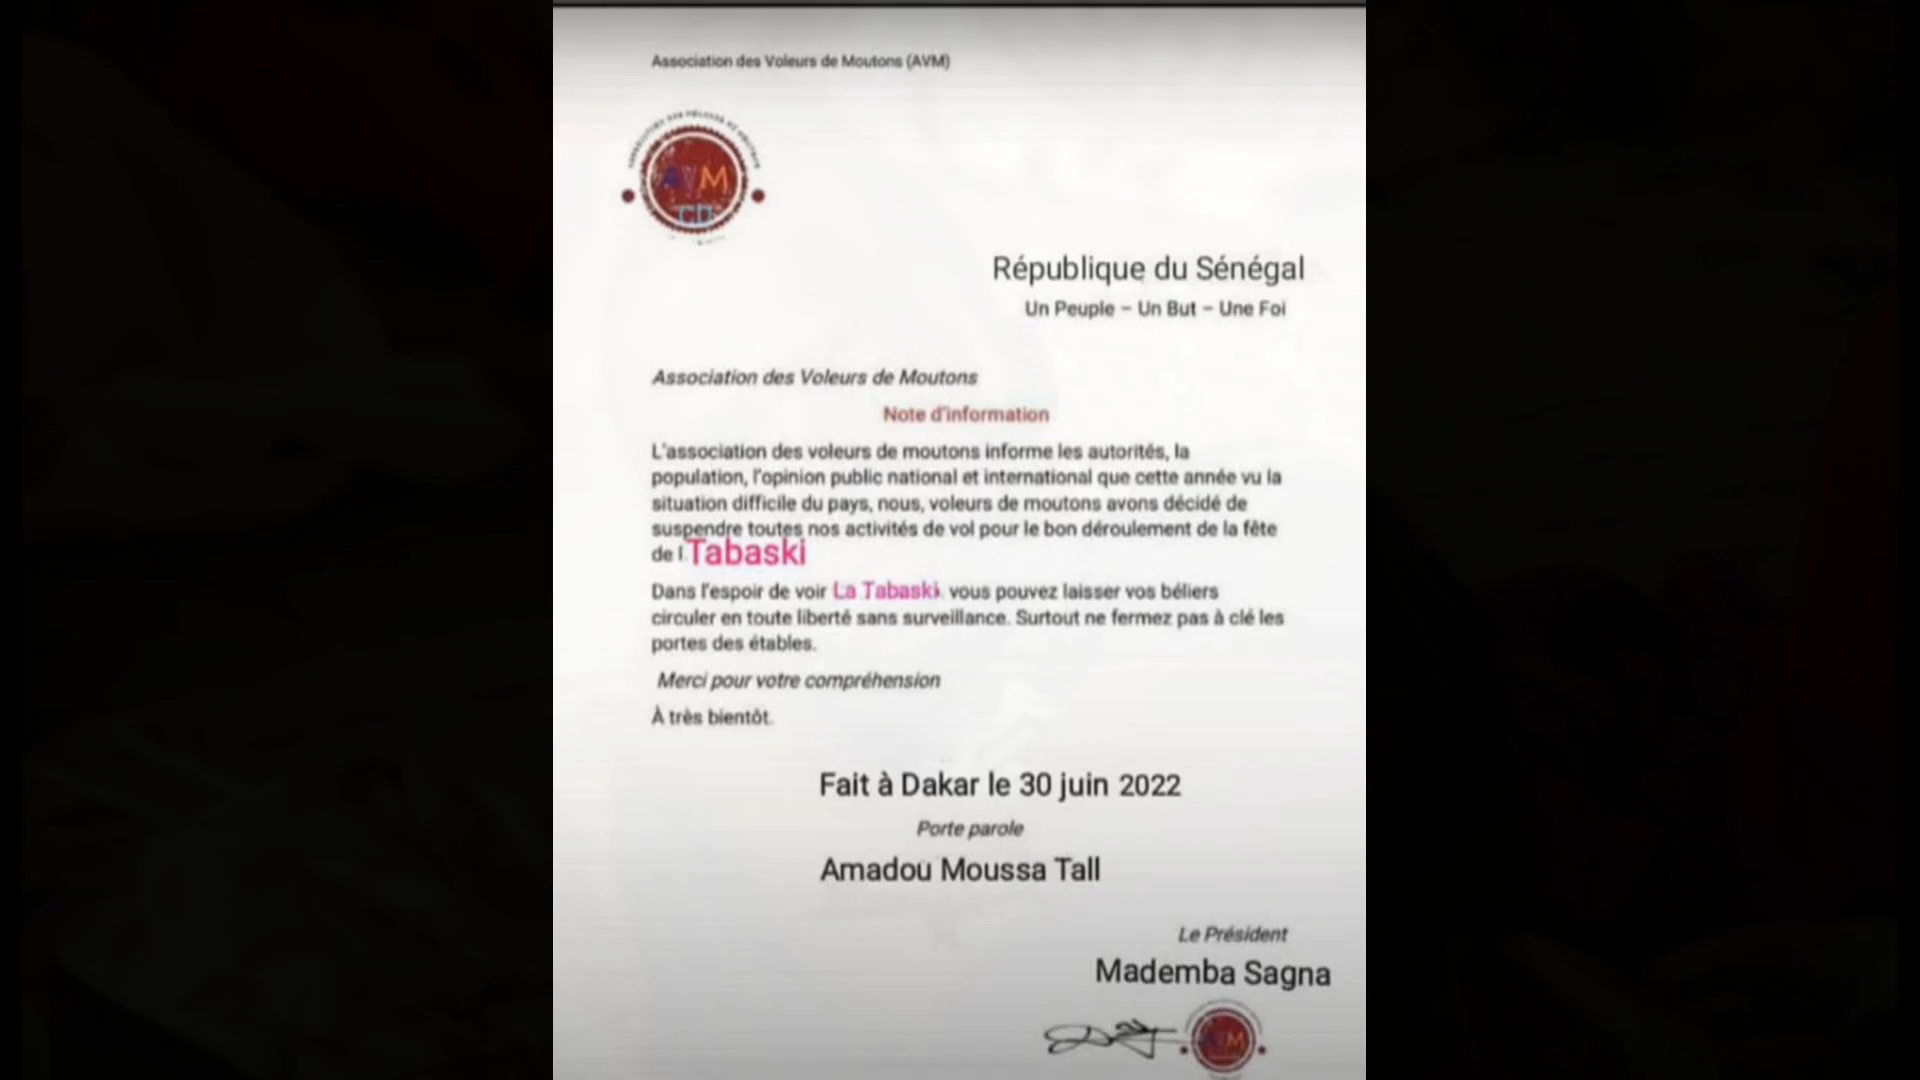 Association des Voleurs de Moutons (AVM)
AVM
CD
République du Sénégal
Un Peuple – Un But – Une Foi
Association des Voleurs de Moutons
Note d'information
L'association des voleurs de moutons informe les autorités, la
population, l'opinion public national et international que cette année vu la
situation difficile du pays, nous, voleurs de moutons avons décidé de
suspendre toutes nos activités de vol pour le bon déroulement de la fête
de l Tabaski
Dans l'espoir de voir La Tabaski, vous pouvez laisser vos béliers
circuler en toute liberté sans surveillance. Surtout ne fermez pas à clé les
portes des étables.
Merci pour votre compréhension
À très bientôt.
Fait à Dakar le 30 juin 2022
Porte parole
Amadou Moussa Tall
Le Président
Mademba Sagna
AVM